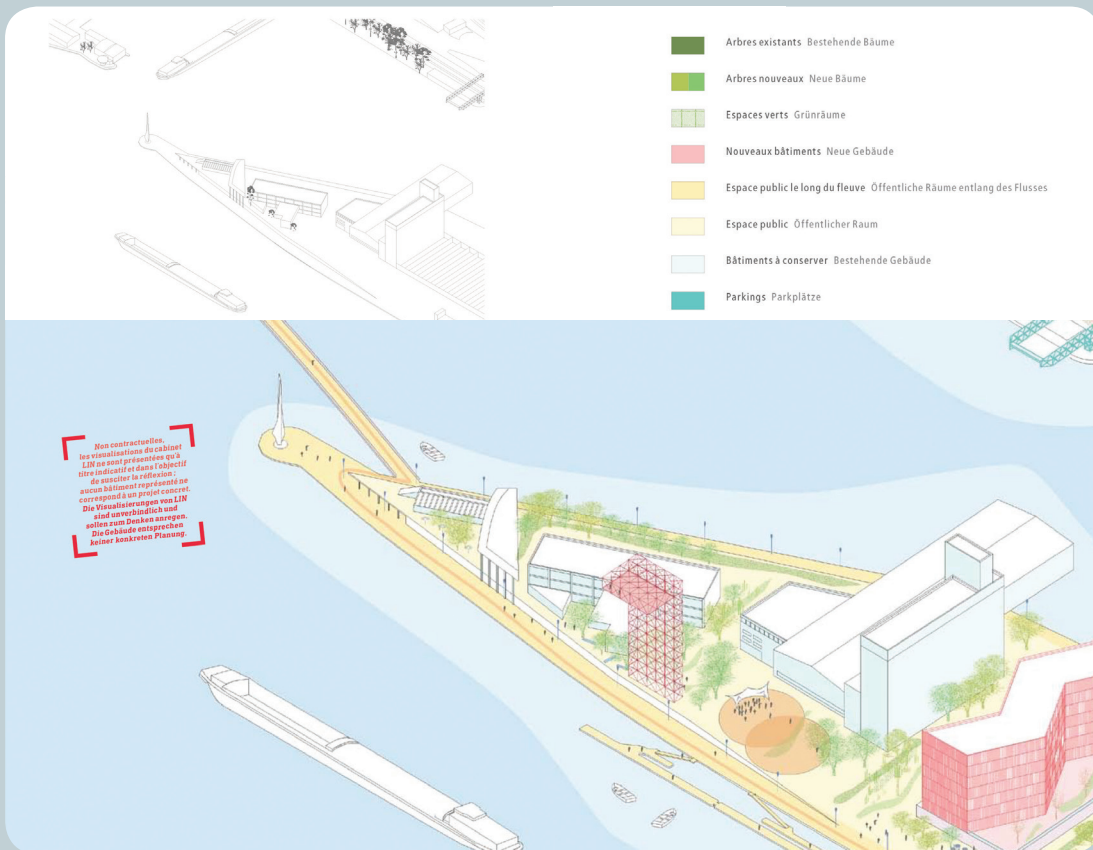 Arbres existants Bestehende Bäume
Arbres nouveaux Neue Bäume
Espaces verts Grünräume
Nouveaux bâtiments Neue Gebäude
Espace public le long du fleuve Öffentliche Räume entlang des Flusses
Espace public Öffentlicher Raum
Bâtiments à conserver Bestehende Gebäude
Parkings Parkplätze
Non contractuelles,
les visualisations du cabinet
LIN ne sont présentées qu'à
titre indicatif et dans l'objectif
de susciter la réflexion ;
aucun bâtiment représenté ne
correspond à un projet concret.
Die Visualisierungen von LIN
sind unverbindlich und
sollen zum Denken anregen.
Die Gebäude entsprechen
keiner konkreten Planung.